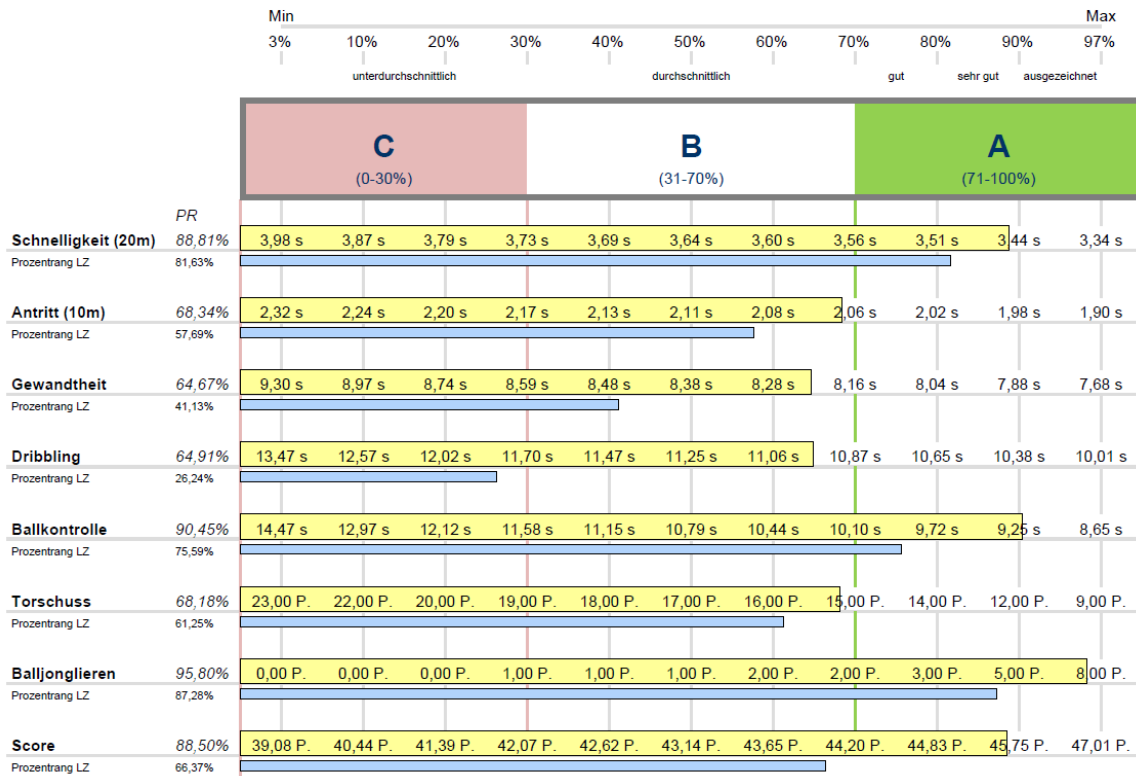 Min Max
3% 10% 20% 30% 40% 50% 60% 70% 80% 90% 97%
unterdurchschnittlich durchschnittlich gut sehr gut ausgezeichnet
C B A
(0-30%) (31-70%) (71-100%)
PR
Schnelligkeit (20m) 88,81% 3,98 s 3,87 s 3,79 s 3,73 s 3,69 s 3,64 s 3,60 s 3,56 s 3,51 s 3,44 s 3,34 s
Prozentrang LZ 81,63%
Antritt (10m) 68,34% 2,32 s 2,24 s 2,20 s 2,17 s 2,13 s 2,11 s 2,08 s 2,06 s 2,02 s 1,98 s 1,90 s
Prozentrang LZ 57,69%
Gewandtheit 64,67% 9,30 s 8,97 s 8,74 s 8,59 s 8,48 s 8,38 s 8,28 s 8,16 s 8,04 s 7,88 s 7,68 s
Prozentrang LZ 41,13%
Dribbling 64,91% 13,47 s 12,57 s 12,02 s 11,70 s 11,47 s 11,25 s 11,06 s 10,87 s 10,65 s 10,38 s 10,01 s
Prozentrang LZ 26,24%
Ballkontrolle 90,45% 14,47 s 12,97 s 12,12 s 11,58 s 11,15 s 10,79 s 10,44 s 10,10 s 9,72 s 9,25 s 8,65 s
Prozentrang LZ 75,59%
Torschuss 68,18% 23,00 P. 22,00 P. 20,00 P. 19,00 P. 18,00 P. 17,00 P. 16,00 P. 15,00 P. 14,00 P. 12,00 P. 9,00 P.
Prozentrang LZ 61,25%
Balljonglieren 95,80% 0,00 P. 0,00 P. 0,00 P. 1,00 P. 1,00 P. 1,00 P. 2,00 P. 2,00 P. 3,00 P. 5,00 P. 8,00 P.
Prozentrang LZ 87,28%
Score 88,50% 39,08 P. 40,44 P. 41,39 P. 42,07 P. 42,62 P. 43,14 P. 43,65 P. 44,20 P. 44,83 P. 45,75 P. 47,01 P.
Prozentrang LZ 66,37%